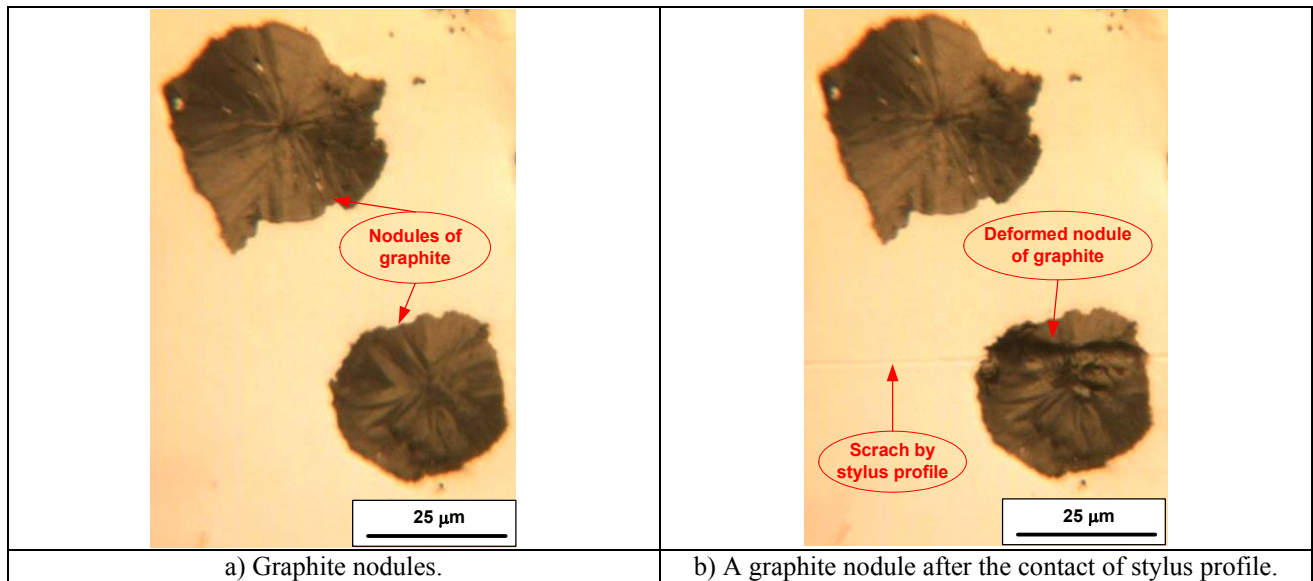 Nodules of
graphite
25 μm
a) Graphite nodules.
Deformed nodule
of graphite
Scrach by
stylus profile
25 μm
b) A graphite nodule after the contact of stylus profile.